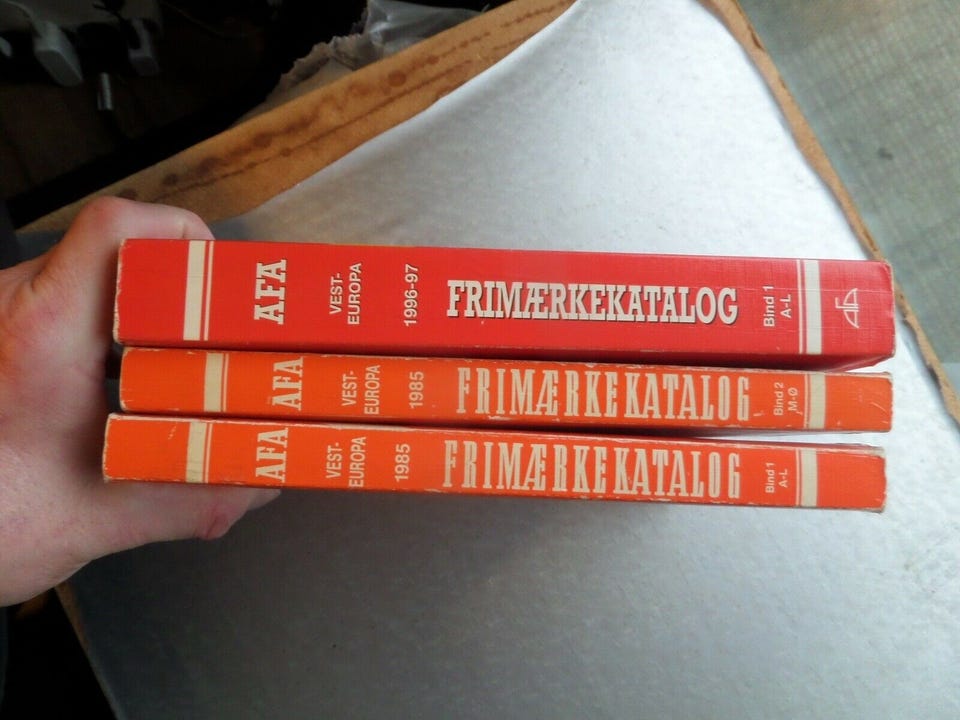 AFA
VEST-
EUROPA
1996-97
FRIMÆRKEKATALOG
Bind 1
A-L
AFA
AFA
VEST-
EUROPA
1985
FRIMÆRKEKATALOG
Bind 2
M-Ø
AFA
VEST-
EUROPA
1985
FRIMÆRKEKATALOG
Bind 1
A-L